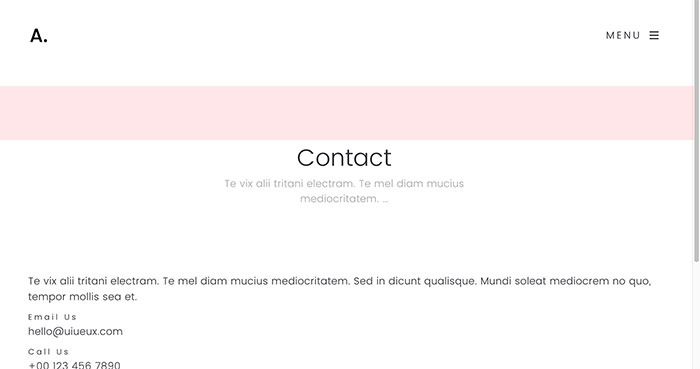 A.
MENU
Contact
Te vix alii tritani electram. Te mel diam mucius
mediocritatem. ...
Te vix alii tritani electram. Te mel diam mucius mediocritatem. Sed in dicunt qualisque. Mundi soleat mediocrem no quo,
tempor mollis sea et.
Email Us
hello@uiueux.com
Call Us
+00 123 456 7890